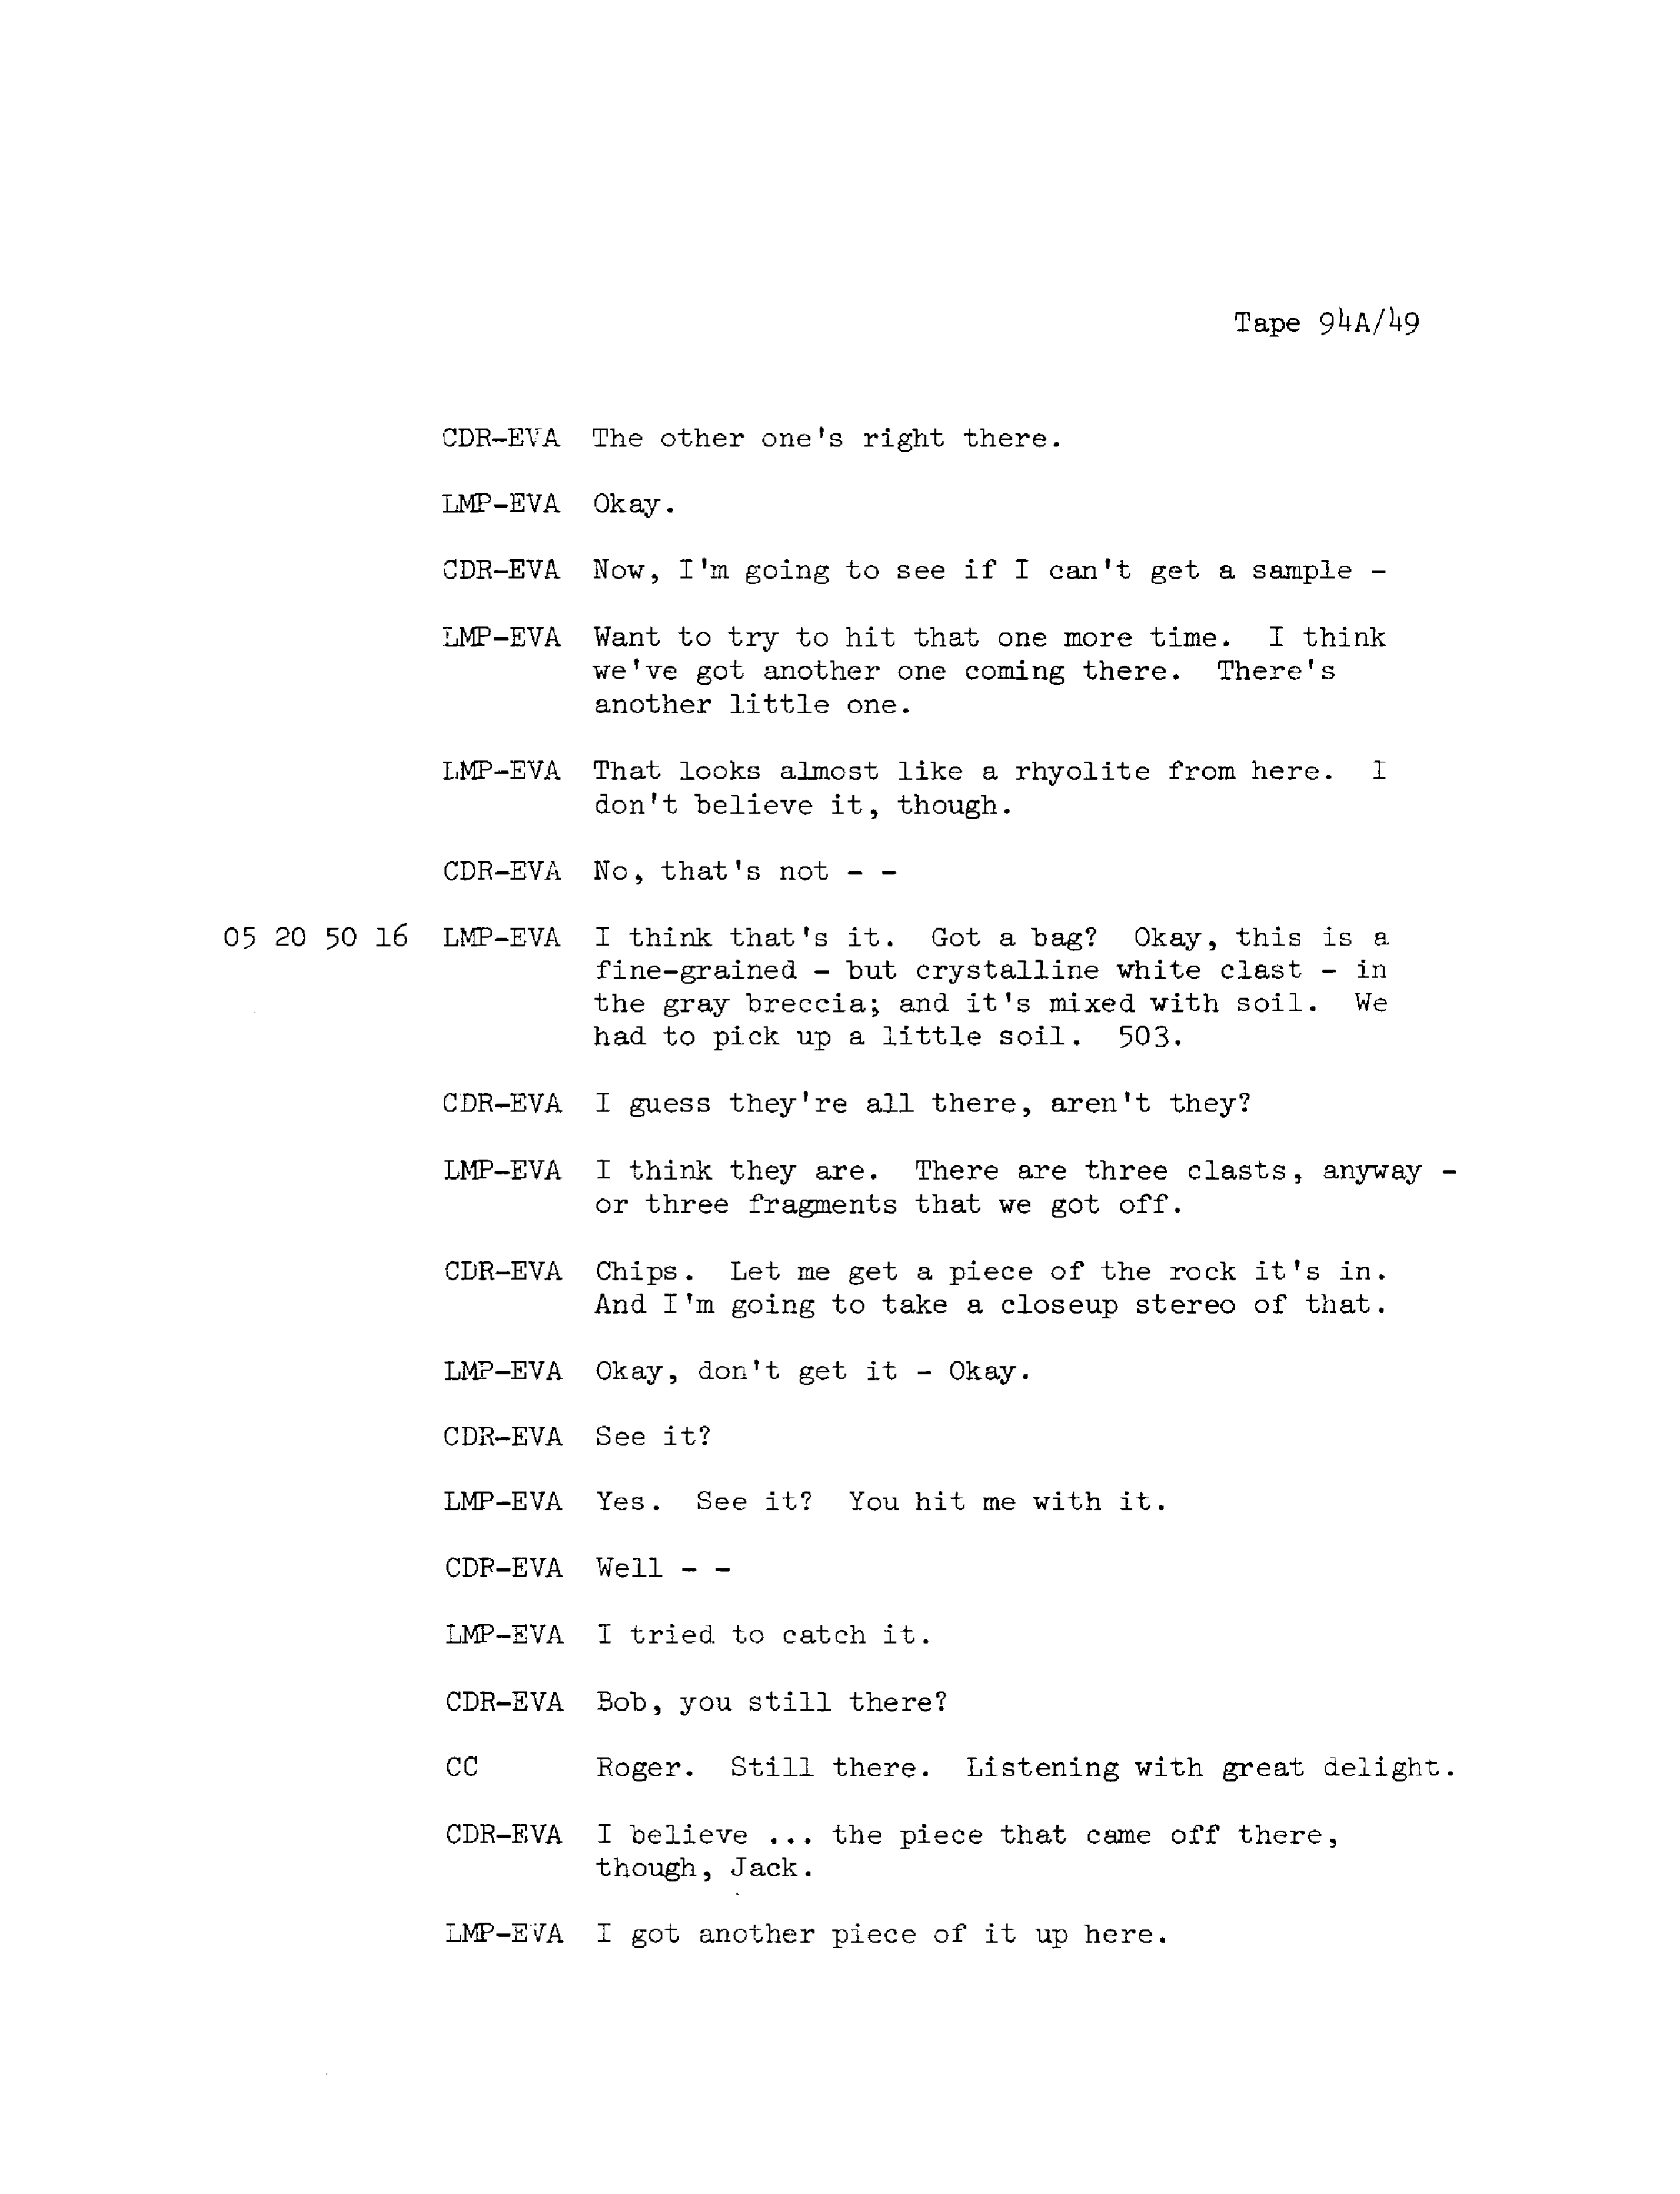 Tape 94A/49
CDR-EVA The other one's right there.
LMP-EVA Okay.
CDR-EVA Now, I'm going to see if I can't get a sample -
LMP-EVA Want to try to hit that one more time. I think
we've got another one coming there. There's
another little one.
LMP-EVA That looks almost like a rhyolite from here. I
don't believe it, though.
CDR-EVA No, that's not - -
05 20 50 16 LMP-EVA I think that's it. Got a bag? Okay, this is a
fine-grained - but crystalline white clast - in
the gray breccia; and it's mixed with soil. We
had to pick up a little soil. 503.
CDR-EVA I guess they're all there, aren't they?
LMP-EVA I think they are. There are three clasts, anyway -
or three fragments that we got off.
CDR-EVA Chips. Let me get a piece of the rock it's in.
And I'm going to take a closeup stereo of that.
LMP-EVA Okay, don't get it - Okay.
CDR-EVA See it?
LMP-EVA Yes. See it? You hit me with it.
CDR-EVA Well - -
LMP-EVA I tried to catch it.
CDR-EVA Bob, you still there?
CC Roger. Still there. Listening with great delight.
CDR-EVA I believe ... the piece that came off there,
though, Jack.
LMP-EVA I got another piece of it up here.